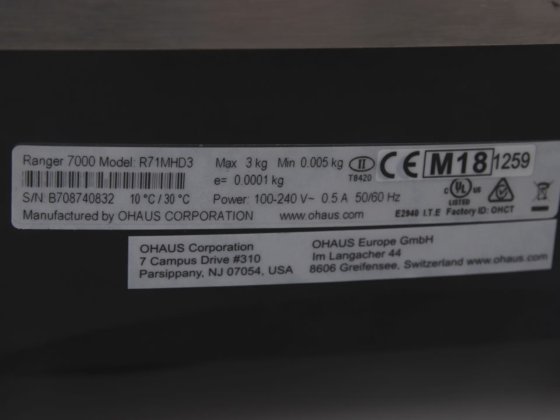 Ranger 7000 Model: R71MHD3 Max 3 kg Min 0.005 kg II CE M18 1259
e= 0.0001 kg T8420
S/N: B708740832 10 °C / 30 °C Power: 100-240 V~ 0.5 A 50/60 Hz c UL US LISTED
Manufactured by OHAUS CORPORATION www.ohaus.com E2940 I.T.E Factory ID: OHCT
OHAUS Corporation
7 Campus Drive #310
Parsippany, NJ 07054, USA
OHAUS Europe GmbH
Im Langacher 44
8606 Greifensee, Switzerland www.ohaus.com